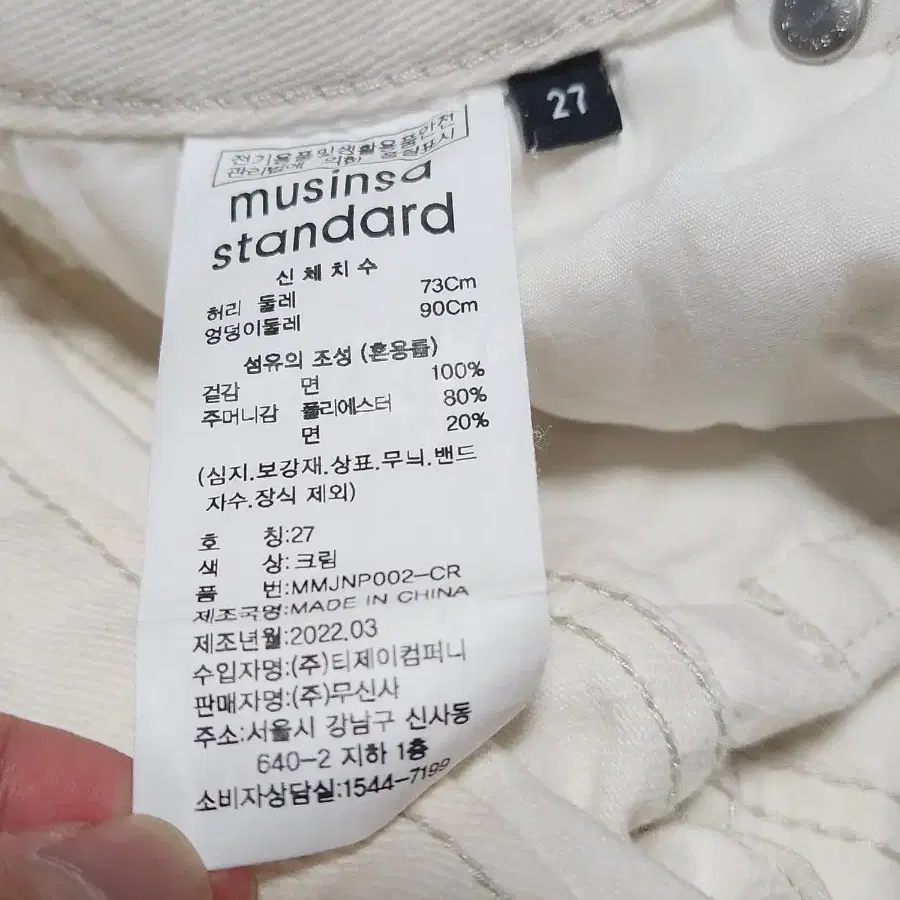 27
전기용품및생활용품안전
관리법에 의한 품질표시
musinsa
standard
신체치수
허리 둘레 73Cm
엉덩이둘레 90Cm
섬유의 조성 (혼용률)
겉감 면 100%
주머니감 폴리에스터 80%
면 20%
(심지.보강재.상표.무늬.밴드
자수.장식 제외)
호 칭:27
색 상:크림
품 번:MMJNP002-CR
제조국명:MADE IN CHINA
제조년월:2022.03
수입자명:(주)티제이컴퍼니
판매자명:(주)무신사
주소:서울시 강남구 신사동
640-2 지하 1층
소비자상담실:1544-7199